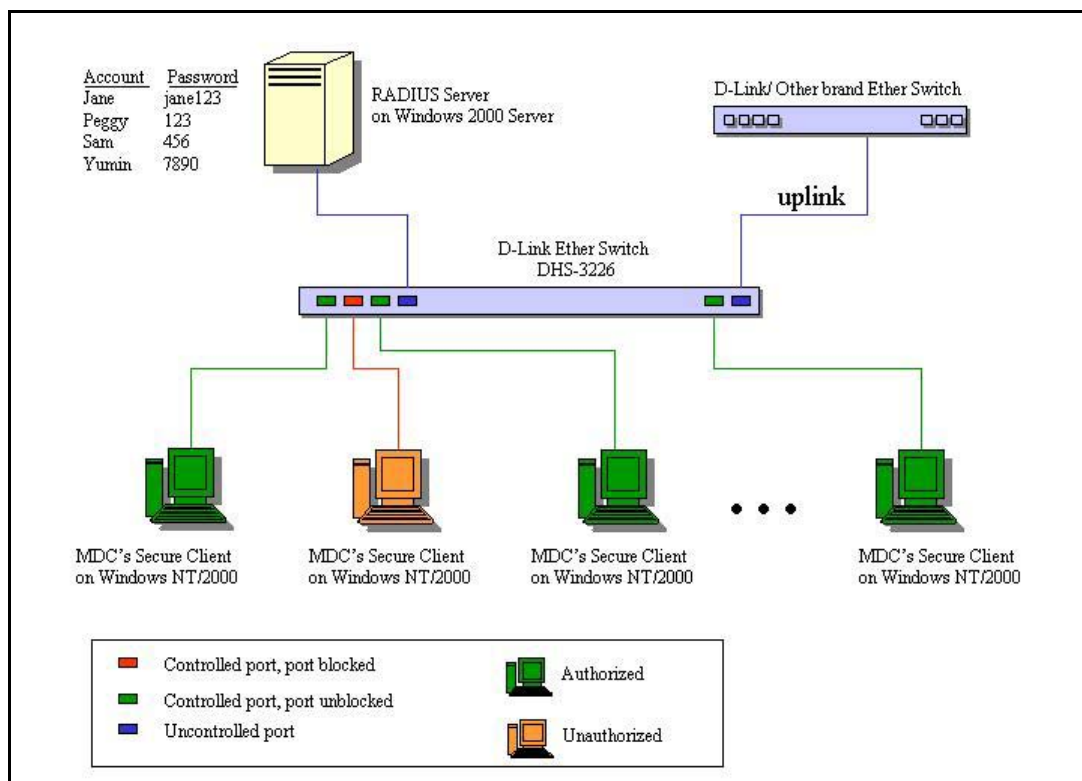 Account Password
Jane jane123
Peggy 123
Sam 456
Yumin 7890
RADIUS Server
on Windows 2000 Server
D-Link/ Other brand Ether Switch
uplink
D-Link Ether Switch
DHS-3226
MDC's Secure Client
on Windows NT/2000
MDC's Secure Client
on Windows NT/2000
MDC's Secure Client
on Windows NT/2000
MDC's Secure Client
on Windows NT/2000
Controlled port, port blocked
Controlled port, port unblocked
Uncontrolled port
Authorized
Unauthorized